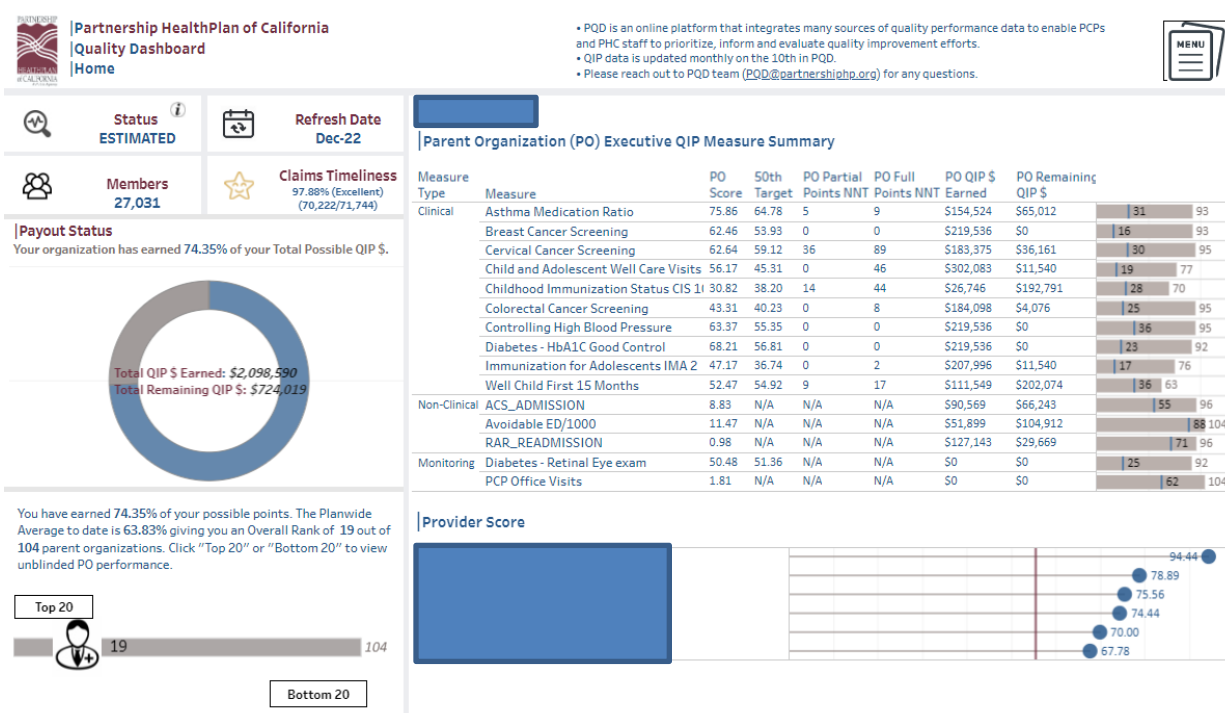 PARTNERSHIP
HEALTHPLAN
of CALIFORNIA
|Partnership HealthPlan of California
|Quality Dashboard
|Home
• PQD is an online platform that integrates many sources of quality performance data to enable PCPs
and PHC staff to prioritize, inform and evaluate quality improvement efforts.
• QIP data is updated monthly on the 10th in PQD.
• Please reach out to PQD team (PQD@partnershiphp.org) for any questions.
MENU
Status i
ESTIMATED
Refresh Date
Dec-22
Members
27,031
Claims Timeliness
97.88% (Excellent)
(70,222/71,744)
|Payout Status
Your organization has earned 74.35% of your Total Possible QIP $.
Total QIP $ Earned: $2,098,590
Total Remaining QIP $: $724,019
You have earned 74.35% of your possible points. The Planwide
Average to date is 63.83% giving you an Overall Rank of 19 out of
104 parent organizations. Click "Top 20" or "Bottom 20" to view
unblinded PO performance.
Top 20
19 104
Bottom 20
|Parent Organization (PO) Executive QIP Measure Summary
Measure Type Measure PO Score 50th Target PO Partial Points NNT PO Full Points NNT PO QIP $ Earned PO Remaining QIP $
Clinical Asthma Medication Ratio 75.86 64.78 5 9 $154,524 $65,012 31 93
Breast Cancer Screening 62.46 53.93 0 0 $219,536 $0 16 93
Cervical Cancer Screening 62.64 59.12 36 89 $183,375 $36,161 30 95
Child and Adolescent Well Care Visits 56.17 45.31 0 46 $302,083 $11,540 19 77
Childhood Immunization Status CIS 1 30.82 38.20 14 44 $26,746 $192,791 28 70
Colorectal Cancer Screening 43.31 40.23 0 8 $184,098 $4,076 25 95
Controlling High Blood Pressure 63.37 55.35 0 0 $219,536 $0 36 95
Diabetes - HbA1C Good Control 68.21 56.81 0 0 $219,536 $0 23 92
Immunization for Adolescents IMA 2 47.17 36.74 0 2 $207,996 $11,540 17 76
Well Child First 15 Months 52.47 54.92 9 17 $111,549 $202,074 36 63
Non-Clinical ACS_ADMISSION 8.83 N/A N/A N/A $90,569 $66,243 55 96
Avoidable ED/1000 11.47 N/A N/A N/A $51,899 $104,912 88 104
RAR_READMISSION 0.98 N/A N/A N/A $127,143 $29,669 71 96
Monitoring Diabetes - Retinal Eye exam 50.48 51.36 N/A N/A $0 $0 25 92
PCP Office Visits 1.81 N/A N/A N/A $0 $0 62 104
|Provider Score
94.44
78.89
75.56
74.44
70.00
67.78